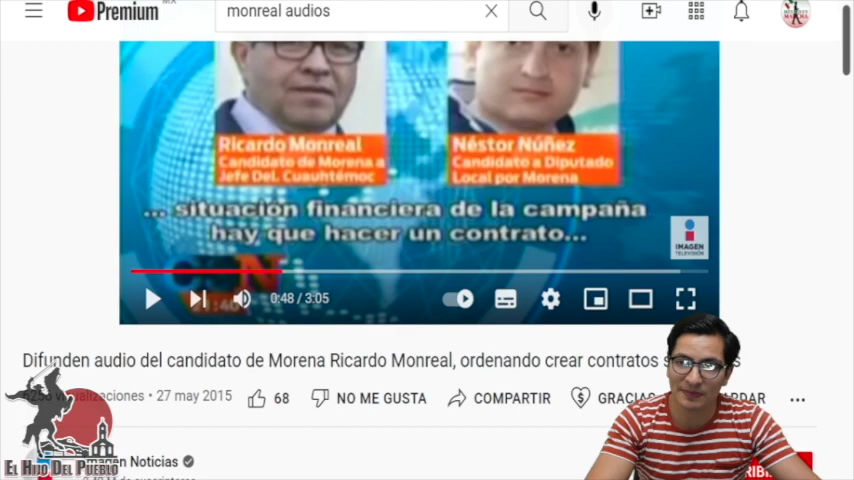 Premium
monreal audios
Ricardo Monreal
Candidato de Morena a
Jefe Del. Cuauhtémoc
Néstor Núñez
Candidato a Diputado
Local por Morena
... situación financiera de la campaña
hay que hacer un contrato...
IMAGEN
TELEVISIÓN
21:40
0:48 / 3:05
Difunden audio del candidato de Morena Ricardo Monreal, ordenando crear contratos
27 may 2015
68
NO ME GUSTA
COMPARTIR
EL HIJO DEL PUEBLO
Noticias